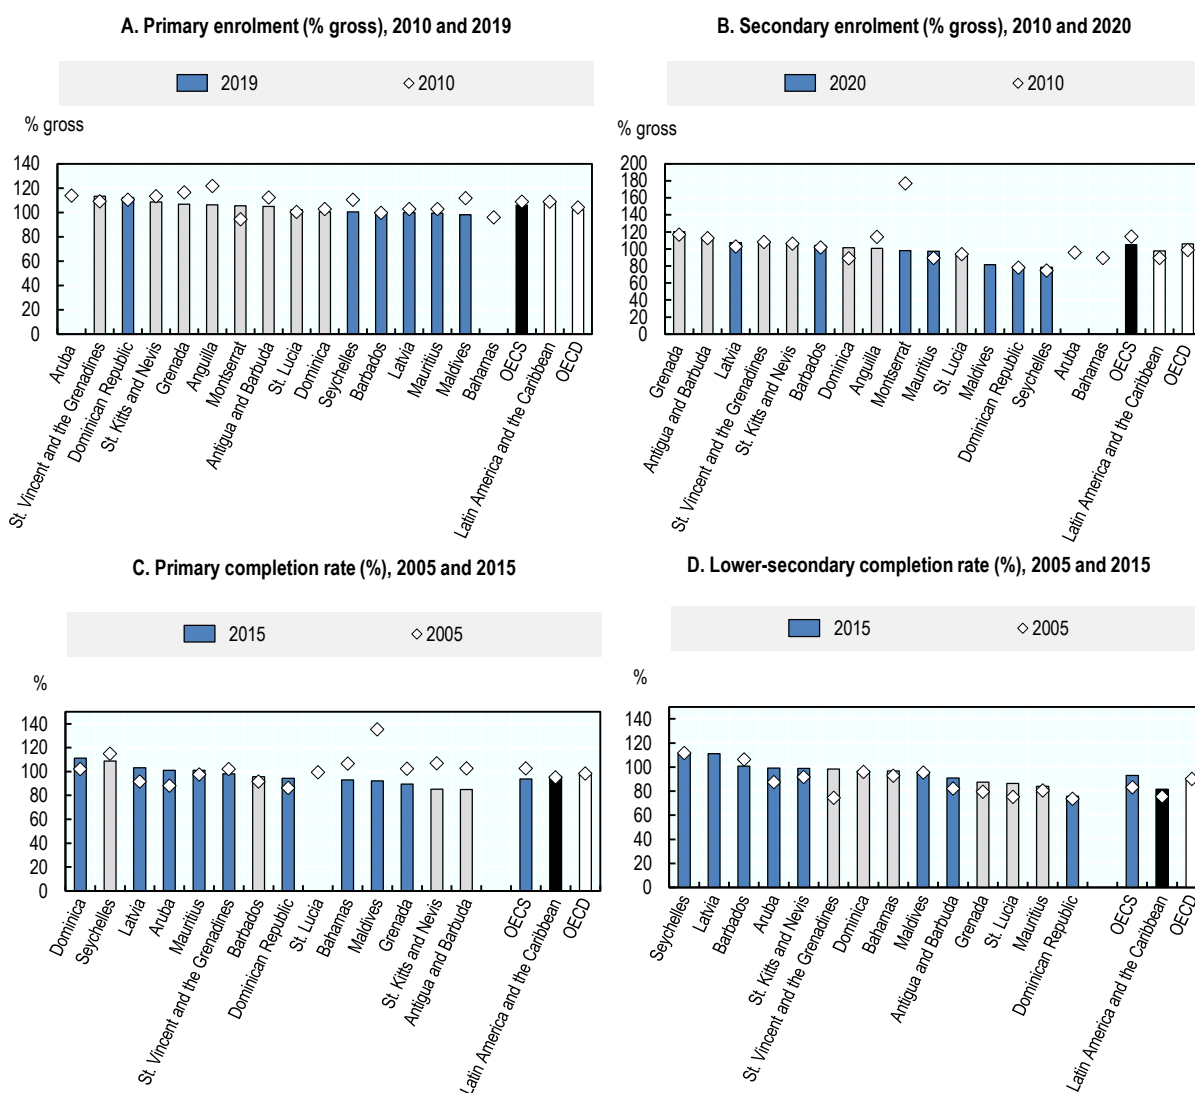 A. Primary enrolment (% gross), 2010 and 2019
2019
2010
% gross
140
120
100
80
60
40
20
0
Aruba
St. Vincent and the Grenadines
Dominican Republic
St. Kitts and Nevis
Grenada
Anguilla
Montserrat
Antigua and Barbuda
St. Lucia
Dominica
Seychelles
Barbados
Latvia
Mauritius
Maldives
Bahamas
OECS
Latin America and the Caribbean
OECD
B. Secondary enrolment (% gross), 2010 and 2020
2020
2010
% gross
200
180
160
140
120
100
80
60
40
20
0
Grenada
Antigua and Barbuda
Latvia
St. Vincent and the Grenadines
St. Kitts and Nevis
Barbados
Dominica
Anguilla
Montserrat
Mauritius
St. Lucia
Maldives
Dominican Republic
Seychelles
Aruba
Bahamas
OECS
Latin America and the Caribbean
OECD
C. Primary completion rate (%), 2005 and 2015
2015
2005
%
140
120
100
80
60
40
20
0
Dominica
Seychelles
Latvia
Aruba
Mauritius
St. Vincent and the Grenadines
Barbados
Dominican Republic
St. Lucia
Bahamas
Maldives
Grenada
St. Kitts and Nevis
Antigua and Barbuda
OECS
Latin America and the Caribbean
OECD
D. Lower-secondary completion rate (%), 2005 and 2015
2015
2005
%
140
120
100
80
60
40
20
0
Seychelles
Latvia
Barbados
Aruba
St. Kitts and Nevis
St. Vincent and the Grenadines
Dominica
Bahamas
Maldives
Antigua and Barbuda
Grenada
St. Lucia
Mauritius
Dominican Republic
OECS
Latin America and the Caribbean
OECD